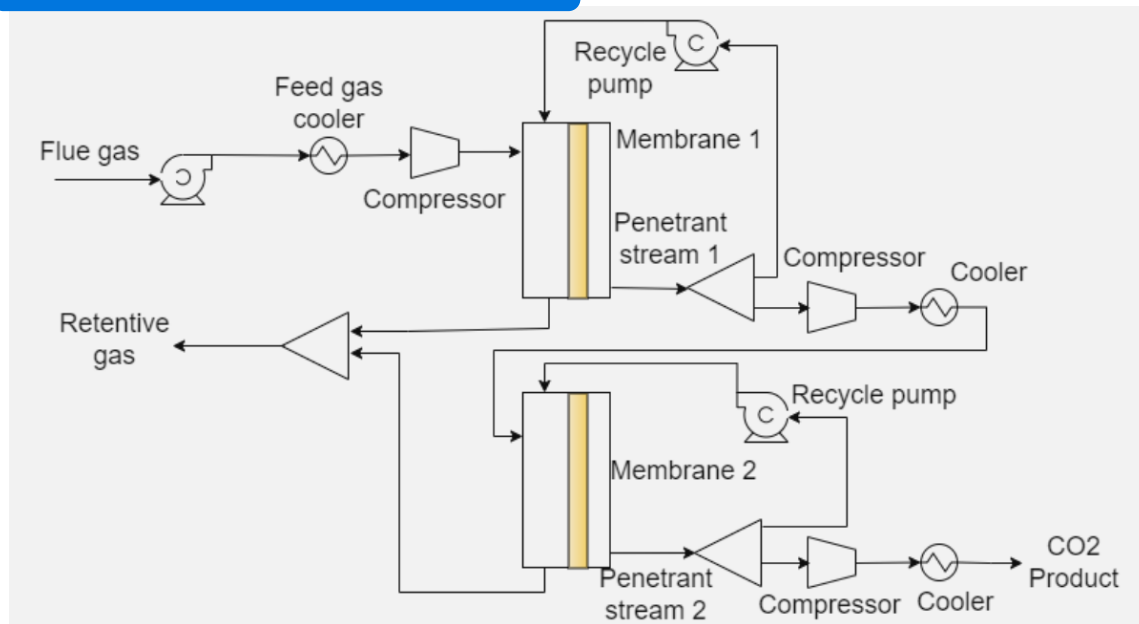 Recycle
pump
Feed gas
cooler
Flue gas
Membrane 1
Compressor
Penetrant
stream 1
Compressor
Cooler
Retentive
gas
Recycle pump
Membrane 2
CO2
Product
Penetrant
stream 2
Compressor
Cooler
C
C
C